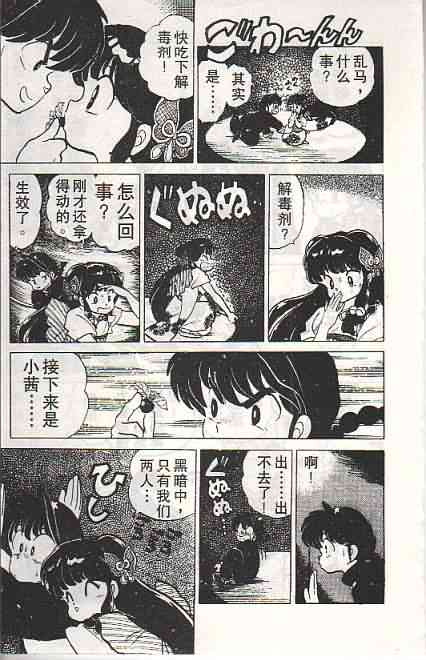 ごわ〜んん
乱马，
什么
事？
其实
是……
快吃下解
毒剂！
解毒剂？
ぐぬぬ
怎么回
事？
刚才还拿
得动的。
生效了。
接下来是
小茜……
啊！
出……出
不去了！
ぐぬぬ…
黑暗中，
只有我们
两人…
ひし